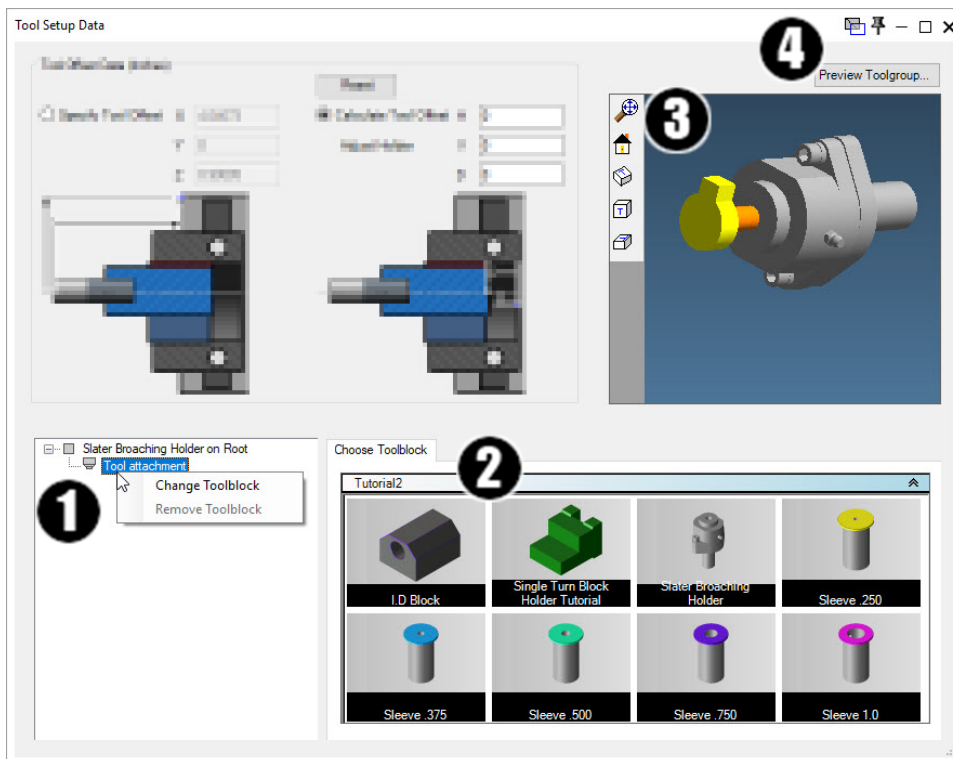 Tool Setup Data
4
Preview Toolgroup...
3
T
Slater Broaching Holder on Root
Tool attachment
1
Change Toolblock
Remove Toolblock
Choose Toolblock
2
Tutorial2
I.D Block
Single Turn Block
Holder Tutorial
Slater Broaching
Holder
Sleeve .250
Sleeve .375
Sleeve .500
Sleeve .750
Sleeve 1.0